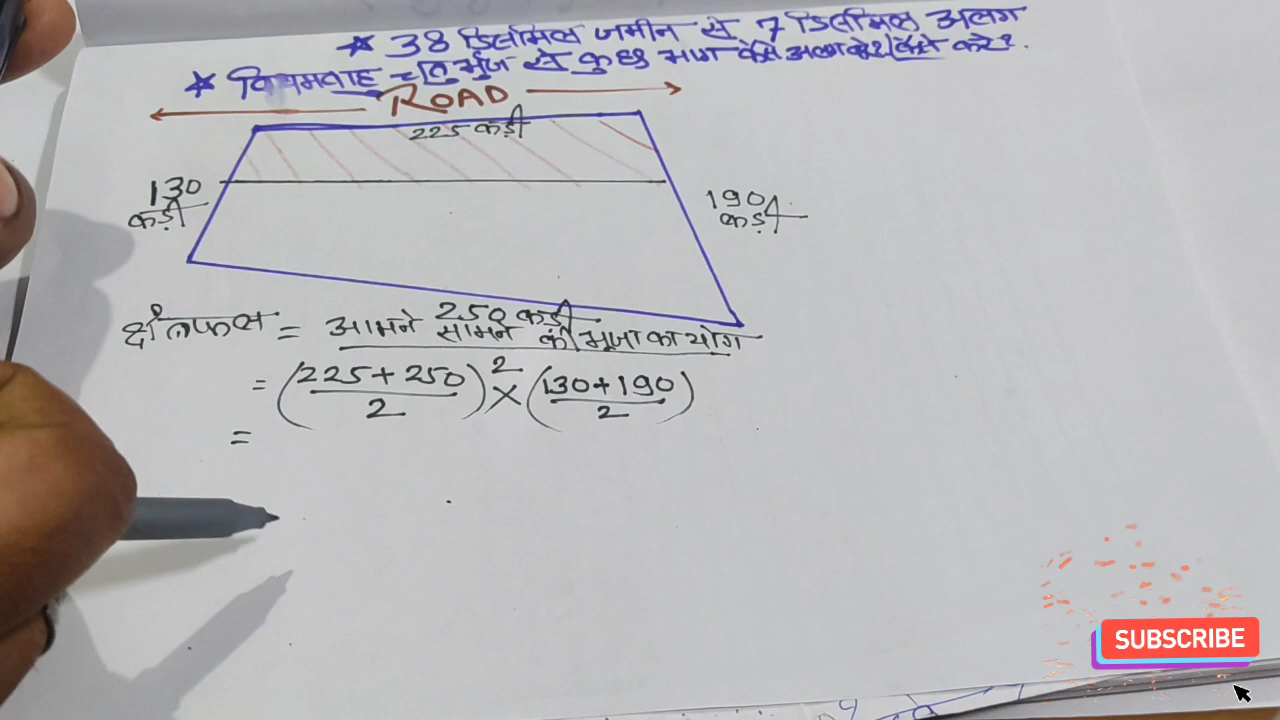 ★ 38 डिसमिल जमीन से 7 डिसमिल अलग
★ विषमबाहु चतुर्भुज से कुछ भाग कैसे अलग करे?
ROAD
225 कड़ी
130
कड़ी
190
कड़ी
250 कड़ी
क्षेत्रफल = आमने सामने की भूजा का योग
2
= (225+250/2) × (130+190/2)
=
SUBSCRIBE